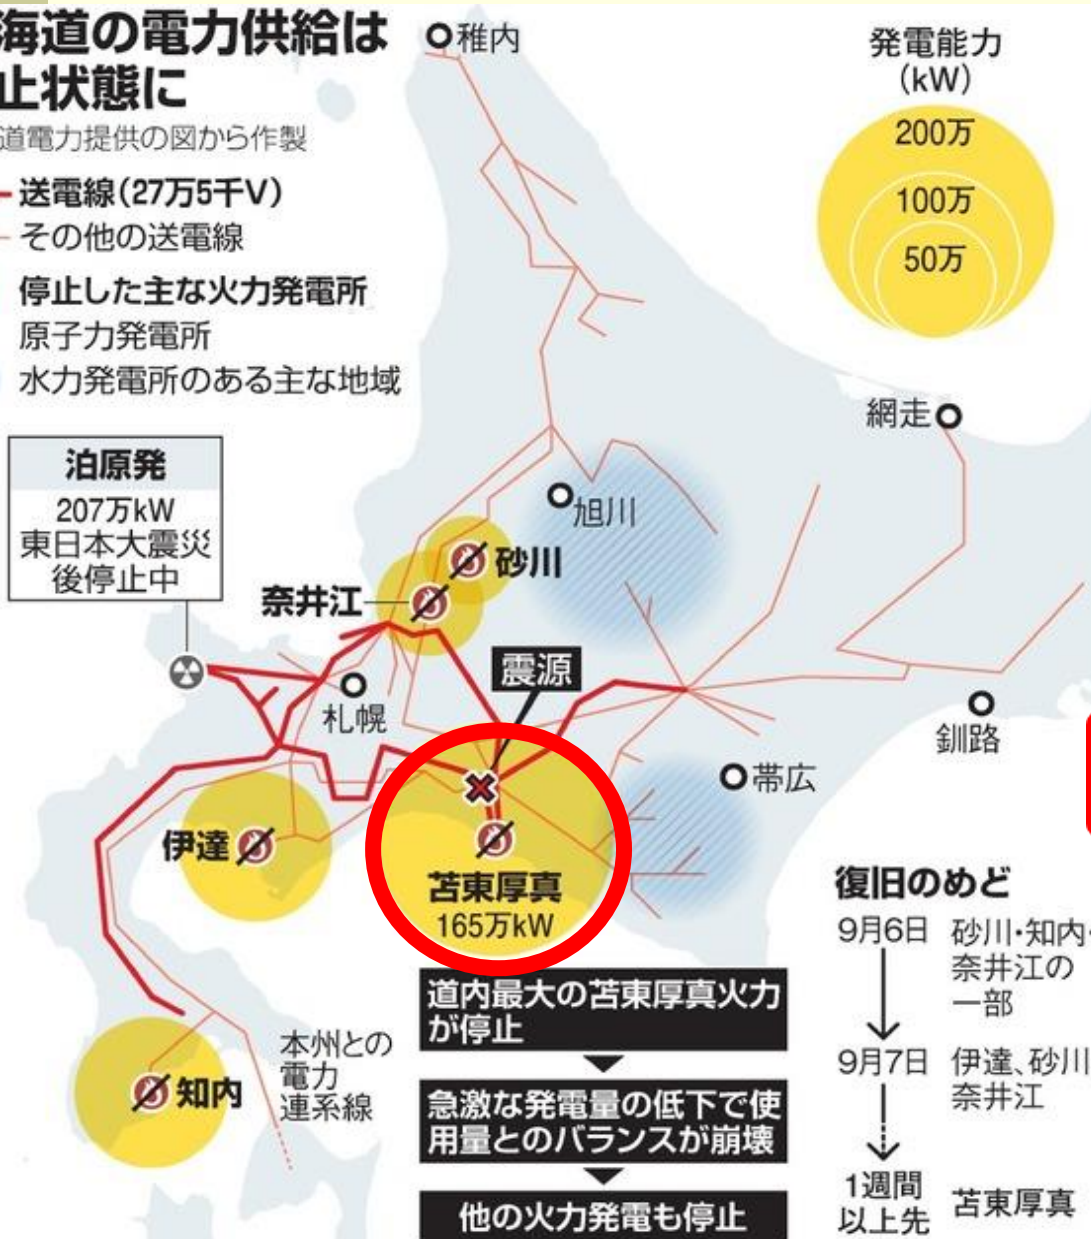 海道の電力供給は
止状態に
道電力提供の図から作製
送電線(27万5千V)
その他の送電線
停止した主な火力発電所
原子力発電所
水力発電所のある主な地域
発電能力
(kW)
200万
100万
50万
稚内
網走
旭川
泊原発
207万kW
東日本大震災
後停止中
砂川
奈井江
震源
札幌
釧路
帯広
伊達
苫東厚真
165万kW
知内
本州との
電力
連系線
道内最大の苫東厚真火力
が停止
急激な発電量の低下で使
用量とのバランスが崩壊
他の火力発電も停止
復旧のめど
9月6日 砂川・知内・
奈井江の
一部
9月7日 伊達、砂川
奈井江
1週間
以上先 苫東厚真